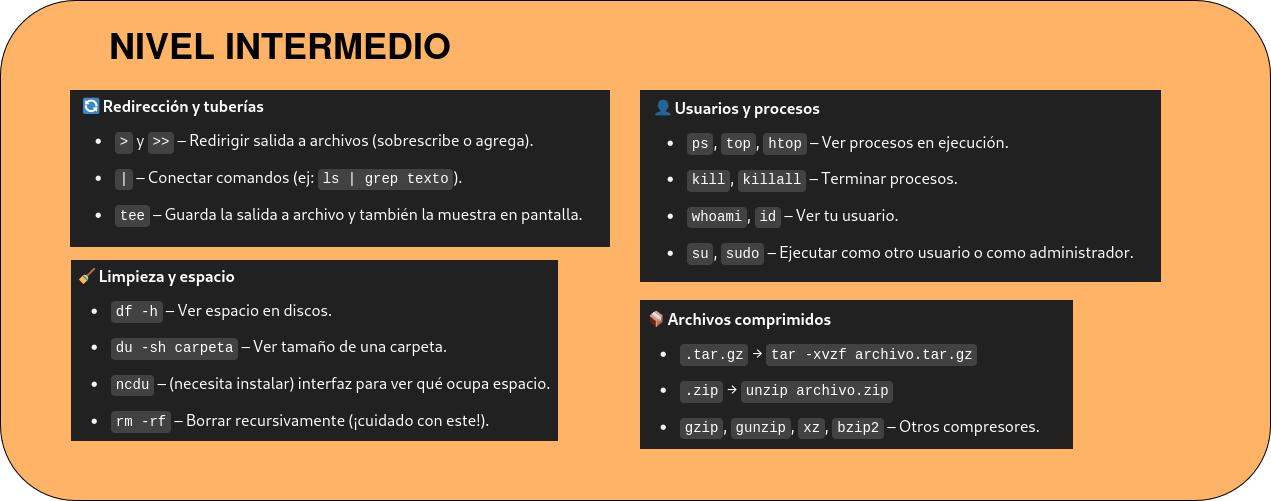 NIVEL INTERMEDIO
Redirección y tuberías
> y >> – Redirigir salida a archivos (sobrescribe o agrega).
| – Conectar comandos (ej: ls | grep texto).
tee – Guarda la salida a archivo y también la muestra en pantalla.
Limpieza y espacio
df -h – Ver espacio en discos.
du -sh carpeta – Ver tamaño de una carpeta.
ncdu – (necesita instalar) interfaz para ver qué ocupa espacio.
rm -rf – Borrar recursivamente (¡cuidado con este!).
Usuarios y procesos
ps, top, htop – Ver procesos en ejecución.
kill, killall – Terminar procesos.
whoami, id – Ver tu usuario.
su, sudo – Ejecutar como otro usuario o como administrador.
Archivos comprimidos
.tar.gz → tar -xvzf archivo.tar.gz
.zip → unzip archivo.zip
gzip, gunzip, xz, bzip2 – Otros compresores.